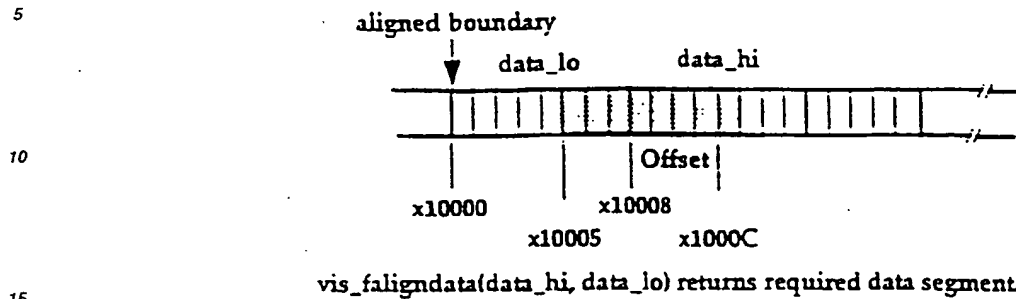 5
aligned boundary
data_lo data_hi
10
Offset
x10000 x10008
x10005 x1000C
vis_faligndata(data_hi, data_lo) returns required data segment
15